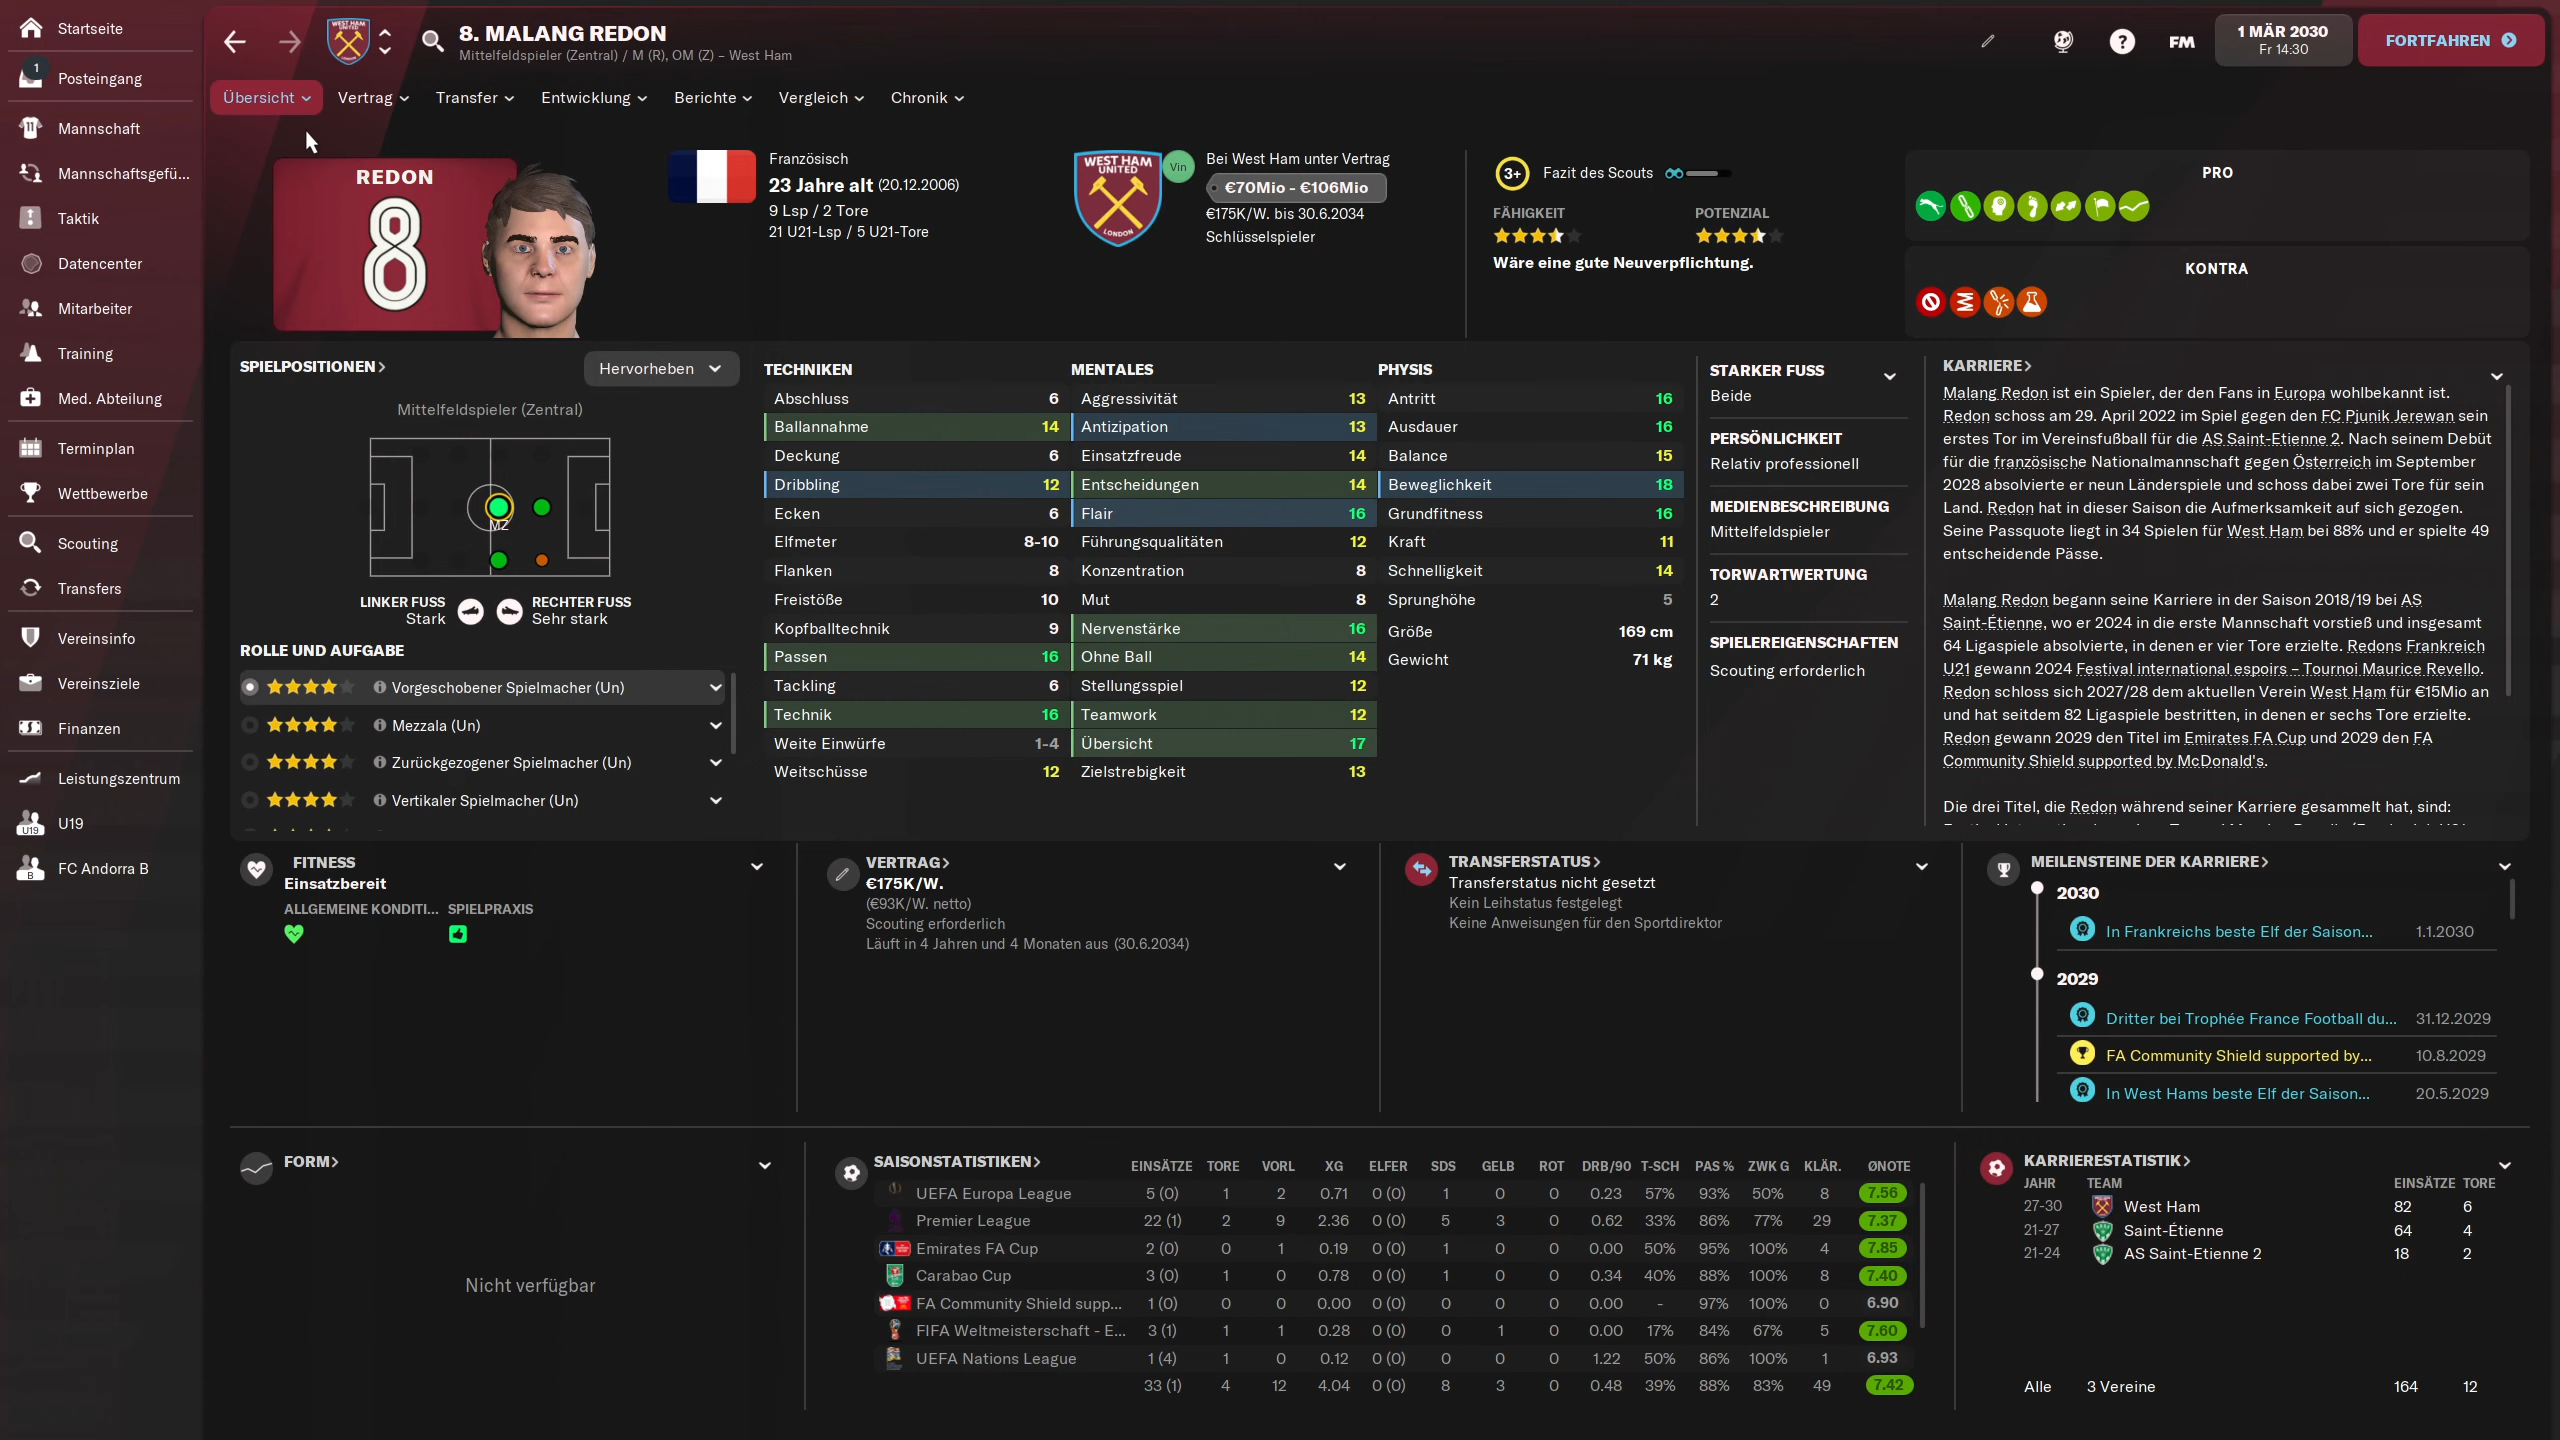 Startseite
1
Posteingang
Mannschaft
Mannschaftsgefü...
Taktik
Datencenter
Mitarbeiter
Training
Med. Abteilung
Terminplan
Wettbewerbe
Scouting
Transfers
Vereinsinfo
Vereinsziele
Finanzen
Leistungszentrum
U19 U19
B FC Andorra B
WEST HAM UNITED LONDON
8. MALANG REDON
Mittelfeldspieler (Zentral) / M (R), OM (Z) – West Ham
? FM
1 MÄR 2030
Fr 14:30
FORTFAHREN
Übersicht Vertrag Transfer Entwicklung Berichte Vergleich Chronik
REDON
8
Französisch
23 Jahre alt (20.12.2006)
9 Lsp / 2 Tore
21 U21-Lsp / 5 U21-Tore
WEST HAM UNITED LONDON
Vin
Bei West Ham unter Vertrag
€70Mio - €106Mio
€175K/W. bis 30.6.2034
Schlüsselspieler
3+ Fazit des Scouts
FÄHIGKEIT POTENZIAL
Wäre eine gute Neuverpflichtung.
PRO
KONTRA
SPIELPOSITIONEN> Hervorheben
Mittelfeldspieler (Zentral)
MZ
LINKER FUSS RECHTER FUSS
Stark Sehr stark
ROLLE UND AUFGABE
Vorgeschobener Spielmacher (Un)
Mezzala (Un)
Zurückgezogener Spielmacher (Un)
Vertikaler Spielmacher (Un)
TECHNIKEN
Abschluss 6
Ballannahme 14
Deckung 6
Dribbling 12
Ecken 6
Elfmeter 8-10
Flanken 8
Freistöße 10
Kopfballtechnik 9
Passen 16
Tackling 6
Technik 16
Weite Einwürfe 1-4
Weitschüsse 12
MENTALES
Aggressivität 13
Antizipation 13
Einsatzfreude 14
Entscheidungen 14
Flair 16
Führungsqualitäten 12
Konzentration 8
Mut 8
Nervenstärke 16
Ohne Ball 14
Stellungsspiel 12
Teamwork 12
Übersicht 17
Zielstrebigkeit 13
PHYSIS
Antritt 16
Ausdauer 16
Balance 15
Beweglichkeit 18
Grundfitness 16
Kraft 11
Schnelligkeit 14
Sprunghöhe 5
Größe 169 cm
Gewicht 71 kg
STARKER FUSS
Beide
PERSÖNLICHKEIT
Relativ professionell
MEDIENBESCHREIBUNG
Mittelfeldspieler
TORWARTWERTUNG
2
SPIELEREIGENSCHAFTEN
Scouting erforderlich
KARRIERE>
Malang Redon ist ein Spieler, der den Fans in Europa wohlbekannt ist.
Redon schoss am 29. April 2022 im Spiel gegen den FC Pjunik Jerewan sein
erstes Tor im Vereinsfußball für die AS Saint-Etienne 2. Nach seinem Debüt
für die französische Nationalmannschaft gegen Österreich im September
2028 absolvierte er neun Länderspiele und schoss dabei zwei Tore für sein
Land. Redon hat in dieser Saison die Aufmerksamkeit auf sich gezogen.
Seine Passquote liegt in 34 Spielen für West Ham bei 88% und er spielte 49
entscheidende Pässe.
Malang Redon begann seine Karriere in der Saison 2018/19 bei AS
Saint-Étienne, wo er 2024 in die erste Mannschaft vorstieß und insgesamt
64 Ligaspiele absolvierte, in denen er vier Tore erzielte. Redons Frankreich
U21 gewann 2024 Festival international espoirs – Tournoi Maurice Revello.
Redon schloss sich 2027/28 dem aktuellen Verein West Ham für €15Mio an
und hat seitdem 82 Ligaspiele bestritten, in denen er sechs Tore erzielte.
Redon gewann 2029 den Titel im Emirates FA Cup und 2029 den FA
Community Shield supported by McDonald's.
Die drei Titel, die Redon während seiner Karriere gesammelt hat, sind:
FITNESS
Einsatzbereit
ALLGEMEINE KONDITI... SPIELPRAXIS
VERTRAG>
€175K/W.
(€93K/W. netto)
Scouting erforderlich
Läuft in 4 Jahren und 4 Monaten aus (30.6.2034)
TRANSFERSTATUS>
Transferstatus nicht gesetzt
Kein Leihstatus festgelegt
Keine Anweisungen für den Sportdirektor
MEILENSTEINE DER KARRIERE>
2030
In Frankreichs beste Elf der Saison... 1.1.2030
2029
Dritter bei Trophée France Football du... 31.12.2029
FA Community Shield supported by... 10.8.2029
In West Hams beste Elf der Saison... 20.5.2029
FORM>
Nicht verfügbar
SAISONSTATISTIKEN> EINSÄTZE TORE VORL XG ELFER SDS GELB ROT DRB/90 T-SCH PAS % ZWK G KLÄR. ØNOTE
UEFA Europa League 5 (0) 1 2 0.71 0 (0) 1 0 0 0.23 57% 93% 50% 8 7.56
Premier League 22 (1) 2 9 2.36 0 (0) 5 3 0 0.62 33% 86% 77% 29 7.37
Emirates FA Cup 2 (0) 0 1 0.19 0 (0) 1 0 0 0.00 50% 95% 100% 4 7.85
Carabao Cup 3 (0) 1 0 0.78 0 (0) 1 0 0 0.34 40% 88% 100% 8 7.40
FA Community Shield supp... 1 (0) 0 0 0.00 0 (0) 0 0 0 0.00 - 97% 100% 0 6.90
FIFA Weltmeisterschaft - E... 3 (1) 1 1 0.28 0 (0) 0 1 0 0.00 17% 84% 67% 5 7.60
UEFA Nations League 1 (4) 1 0 0.12 0 (0) 0 0 0 1.22 50% 86% 100% 1 6.93
33 (1) 4 12 4.04 0 (0) 8 3 0 0.48 39% 88% 83% 49 7.42
KARRIERESTATISTIK>
JAHR TEAM EINSÄTZE TORE
27-30 West Ham 82 6
21-27 Saint-Étienne 64 4
21-24 AS Saint-Etienne 2 18 2
Alle 3 Vereine 164 12